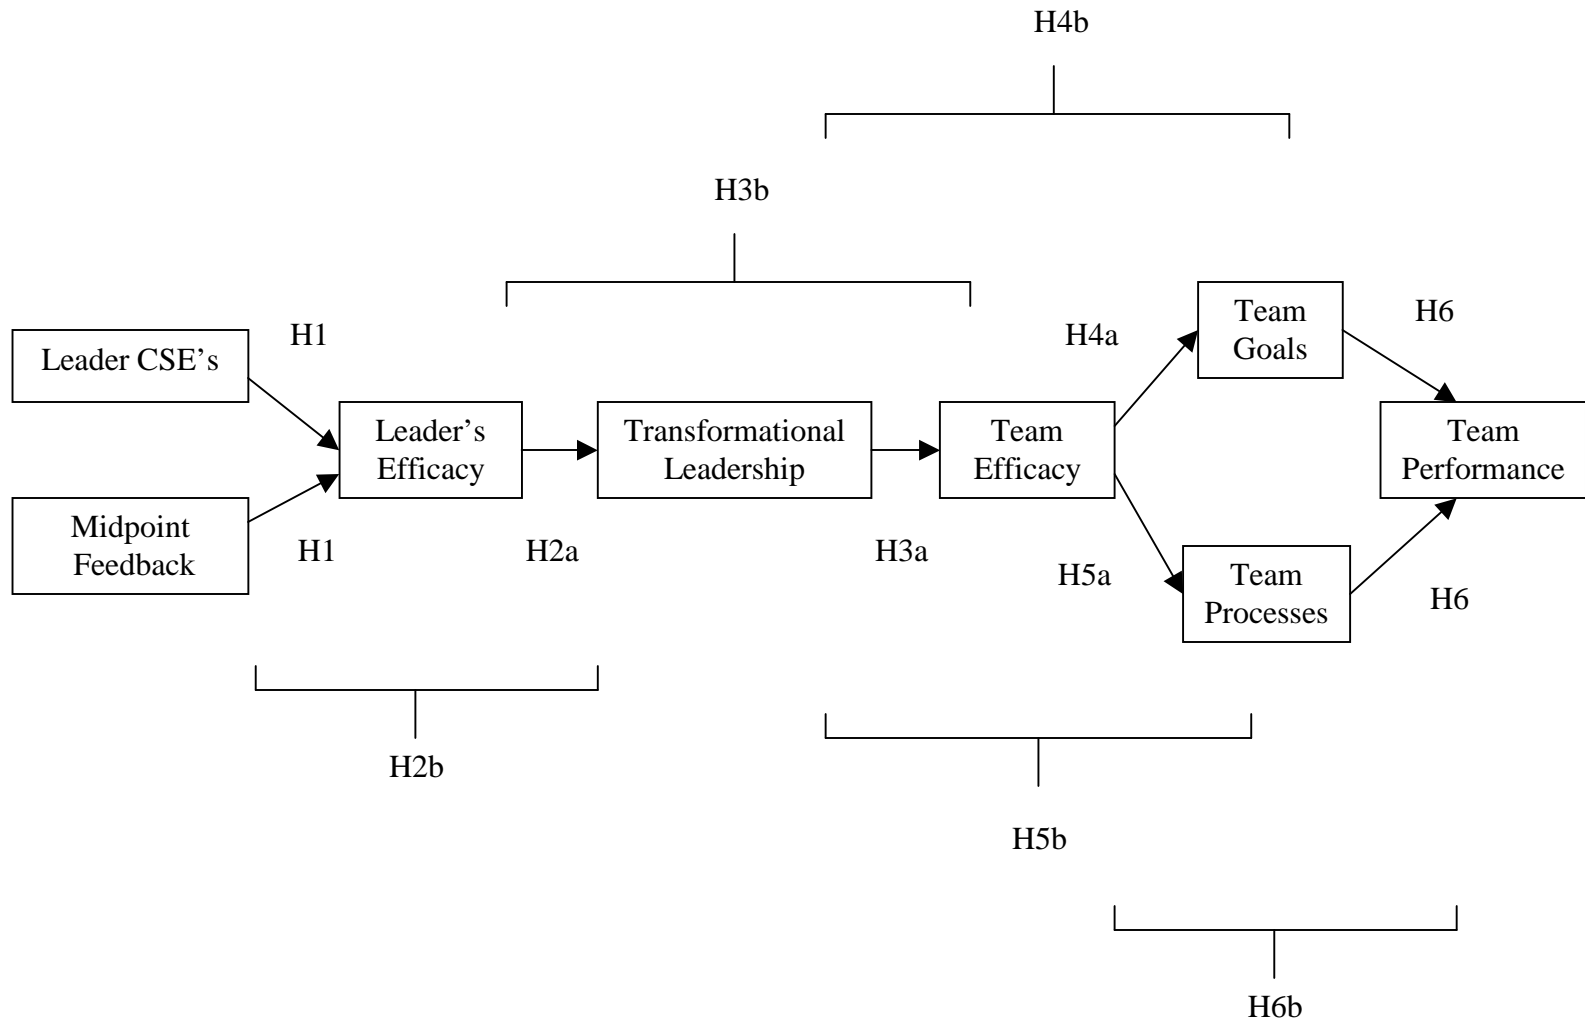 H4b
H3b
H1
Leader CSE’s
Midpoint
Feedback
H1
Leader’s
Efficacy
H2a
Transformational
Leadership
H3a
Team
Efficacy
H4a
H5a
Team
Goals
Team
Processes
H6
H6
Team
Performance
H2b
H5b
H6b